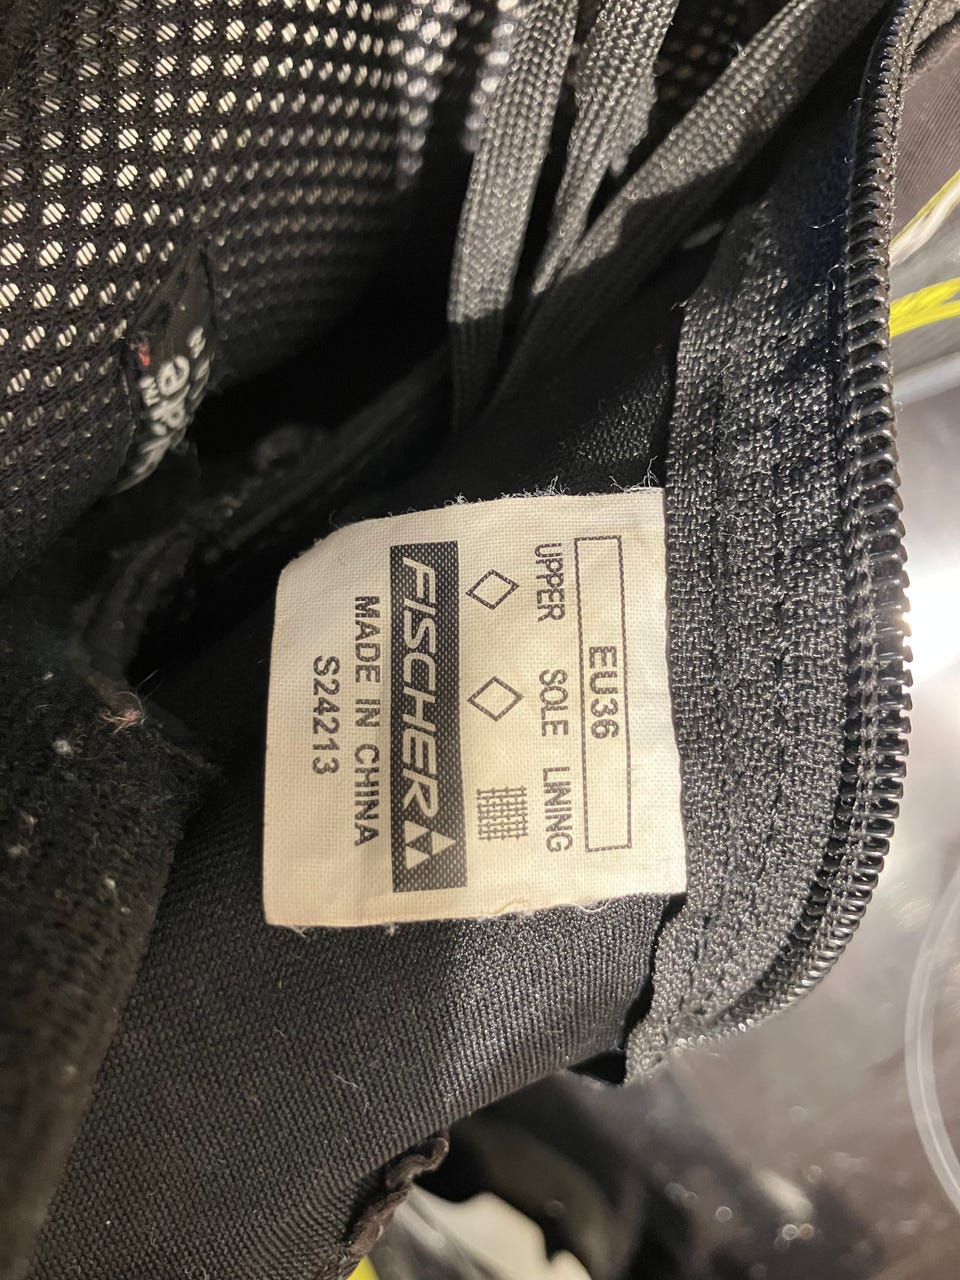 EU36
UPPER SOLE LINING
FISCHER
MADE IN CHINA
S24213